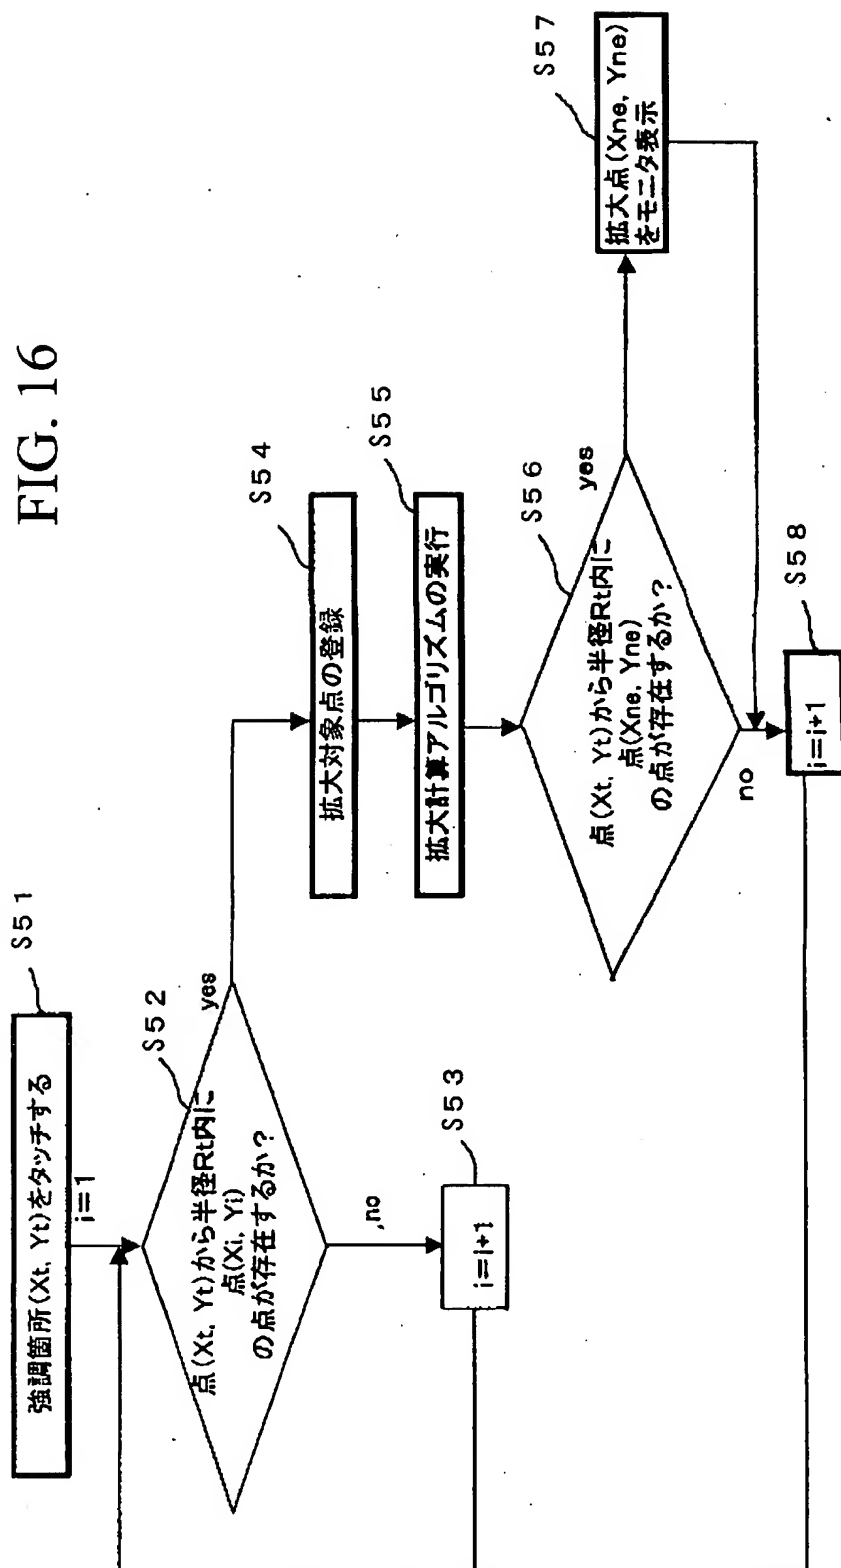 FIG. 16
強調箇所(Xt, Yt)をタッチする
S51
i=1
点(Xt, Yt)から半径Rt内に
点(Xi, Yi)
の点が存在するか?
S52
yes
no
i=i+1
S53
拡大対象点の登録
S54
拡大計算アルゴリズムの実行
S55
点(Xt, Yt)から半径Rt内に
点(Xne, Yne)
の点が存在するか?
S56
yes
no
拡大点(Xne, Yne)
をモニタ表示
S57
i=i+1
S58